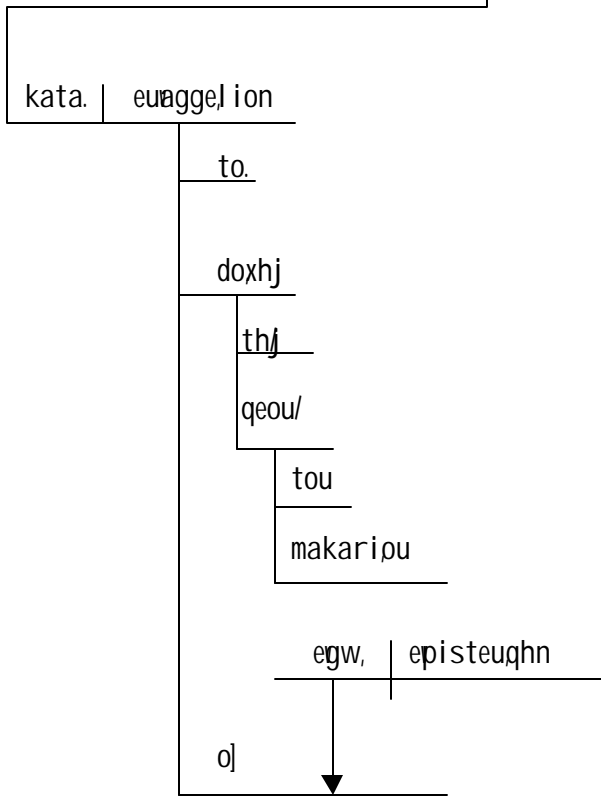 kata. euvagge,lion
to.
do,xhj
th/j
qeou/
tou
makari,ou
evgw, evpisteu,qhn
o]